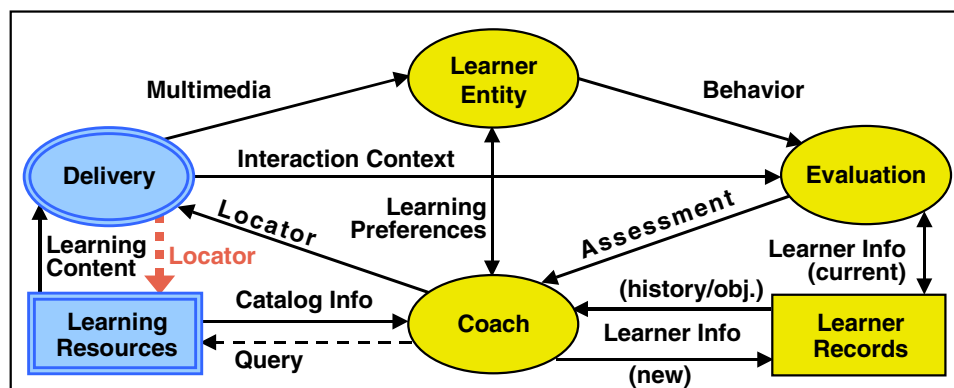 Learner
Entity
Multimedia
Behavior
Delivery
Interaction Context
Evaluation
Learning
Preferences
Locator
Assessment
Learning
Content
Locator
Learner Info
(current)
Catalog Info
(history/obj.)
Learning
Resources
Coach
Learner Info
Learner
Records
Query
(new)